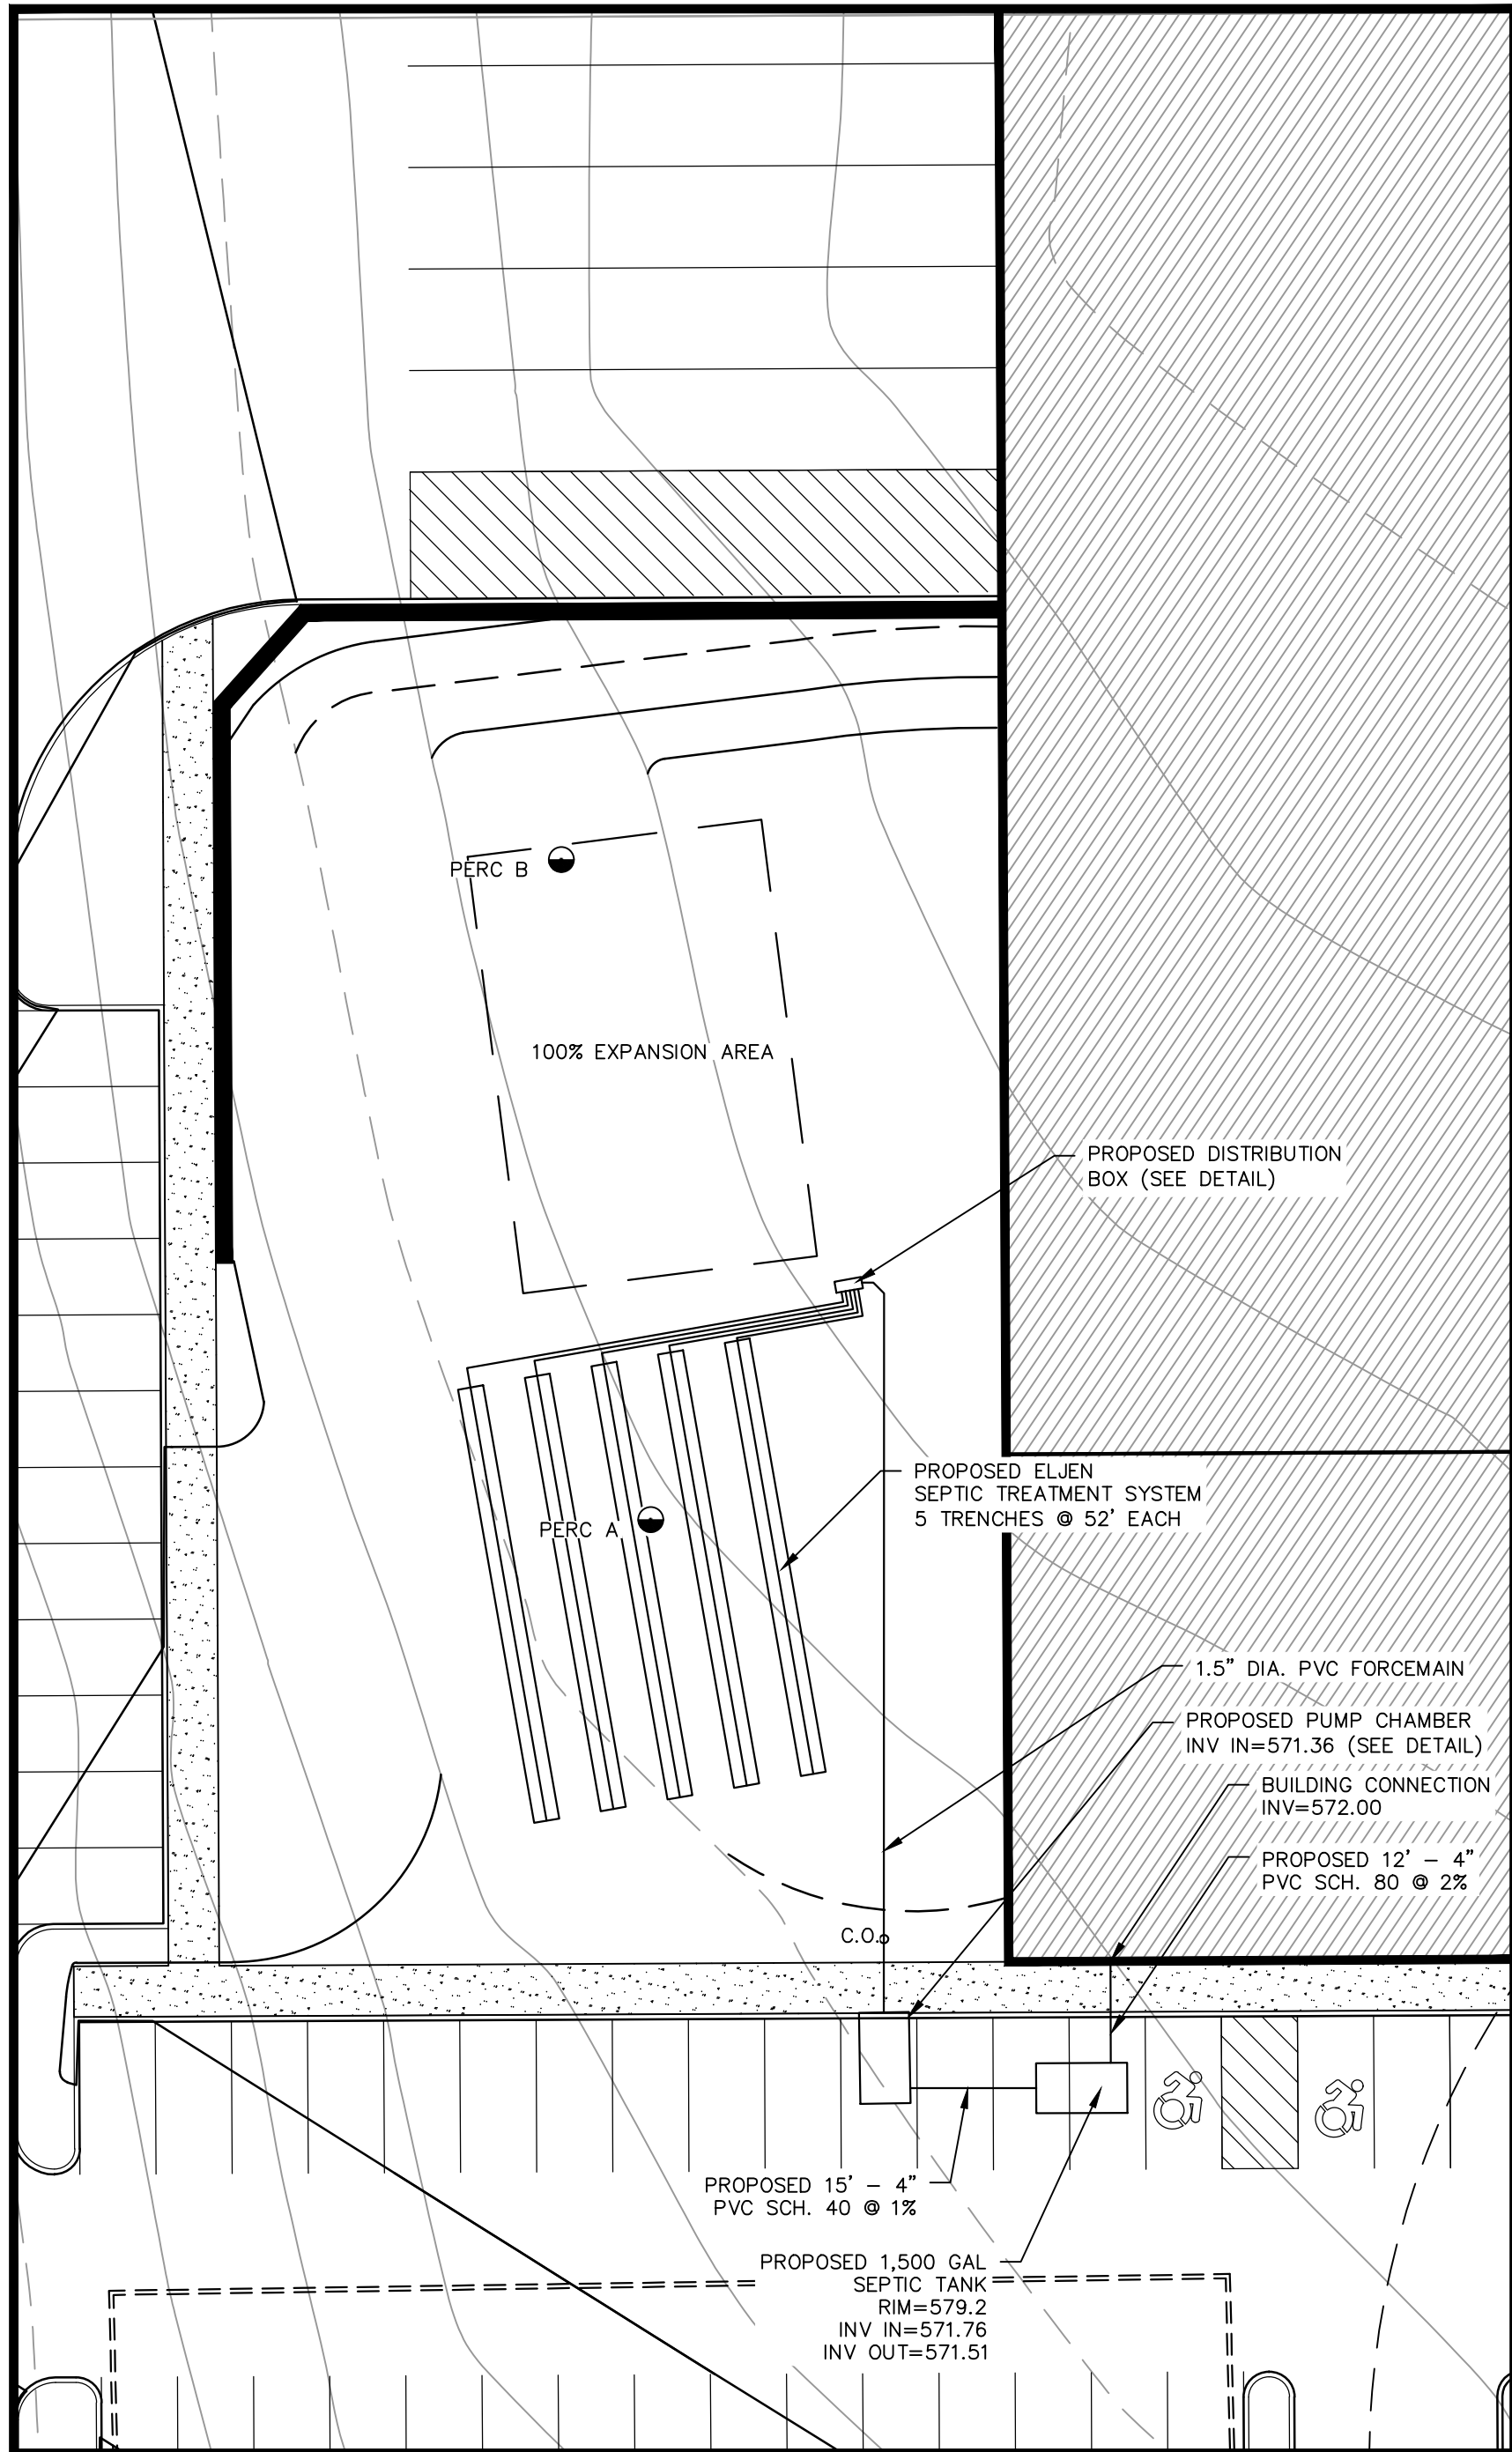 PERC B
100% EXPANSION AREA
PROPOSED DISTRIBUTION
BOX (SEE DETAIL)
PROPOSED ELJEN
SEPTIC TREATMENT SYSTEM
5 TRENCHES @ 52' EACH
PERC A
1.5" DIA. PVC FORCEMAIN
PROPOSED PUMP CHAMBER
INV IN=571.36 (SEE DETAIL)
BUILDING CONNECTION
INV=572.00
PROPOSED 12' – 4"
PVC SCH. 80 @ 2%
C.O.
PROPOSED 15' – 4"
PVC SCH. 40 @ 1%
PROPOSED 1,500 GAL
SEPTIC TANK
RIM=579.2
INV IN=571.76
INV OUT=571.51